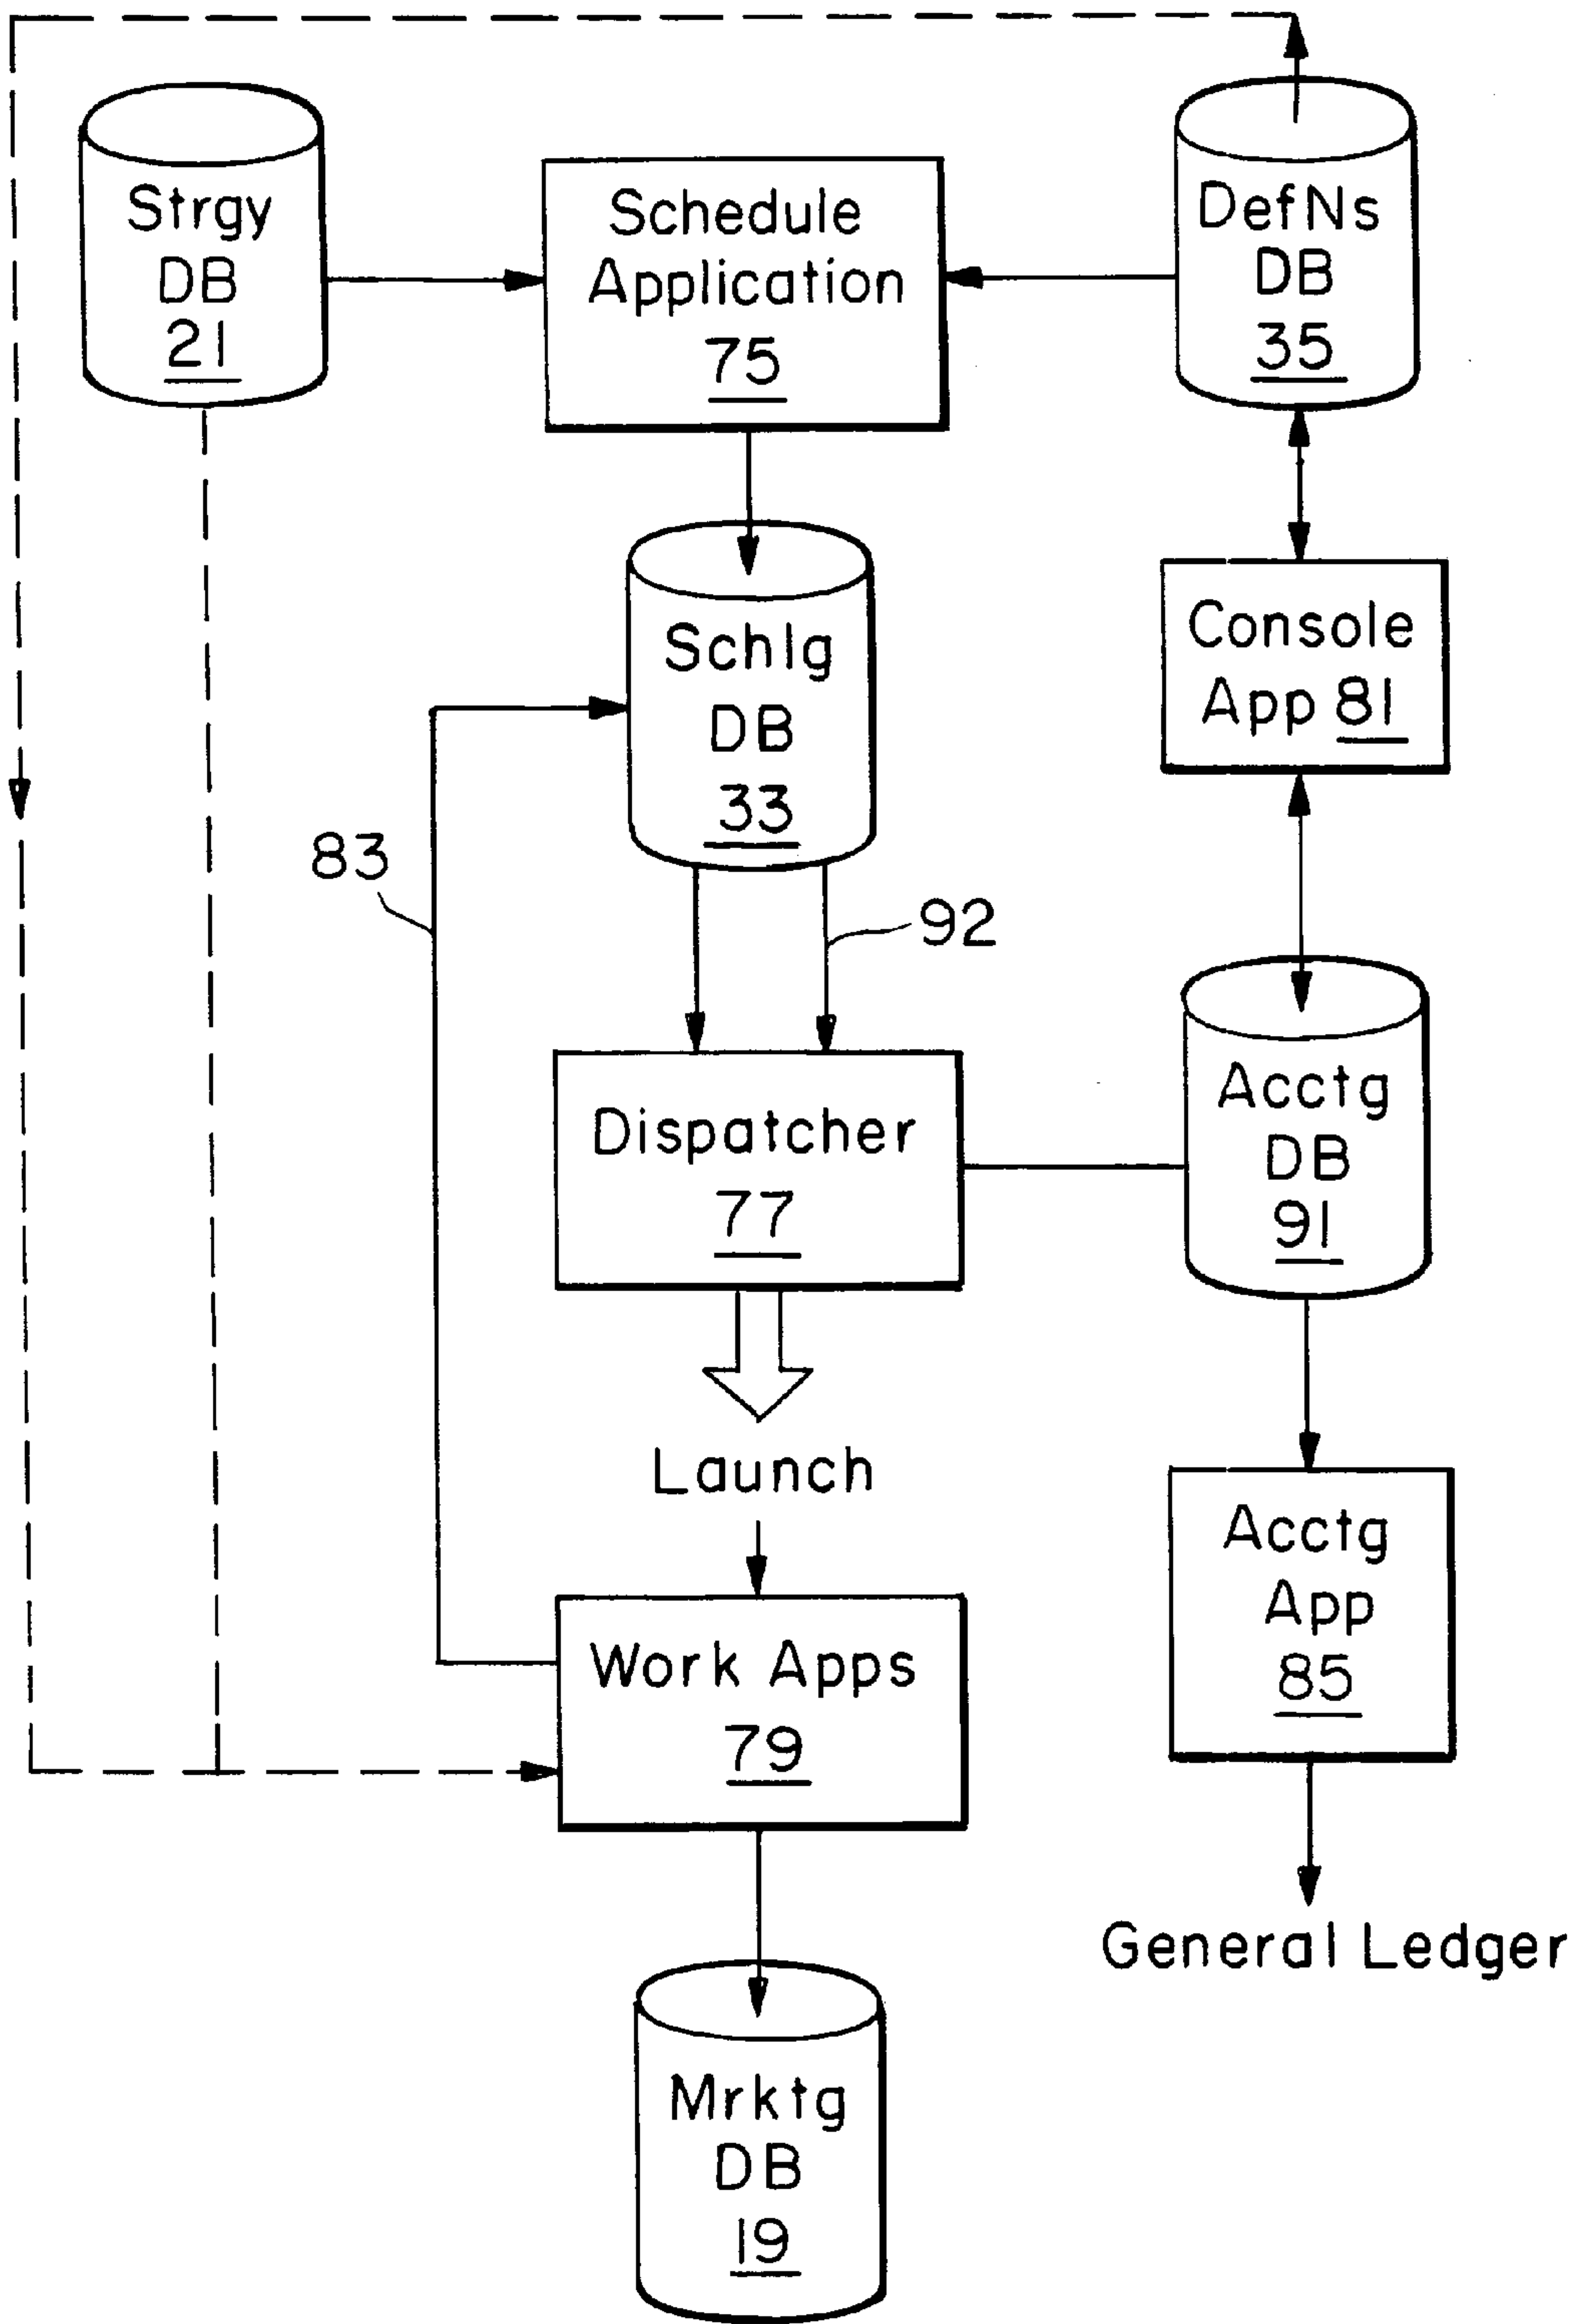 Strgy
DB
21
Schedule
Application
75
DefNs
DB
35
Schlg
DB
33
Console
App 81
83
92
Dispatcher
77
Acctg
DB
91
Launch
Acctg
App
85
Work Apps
79
General Ledger
Mrktg
DB
19